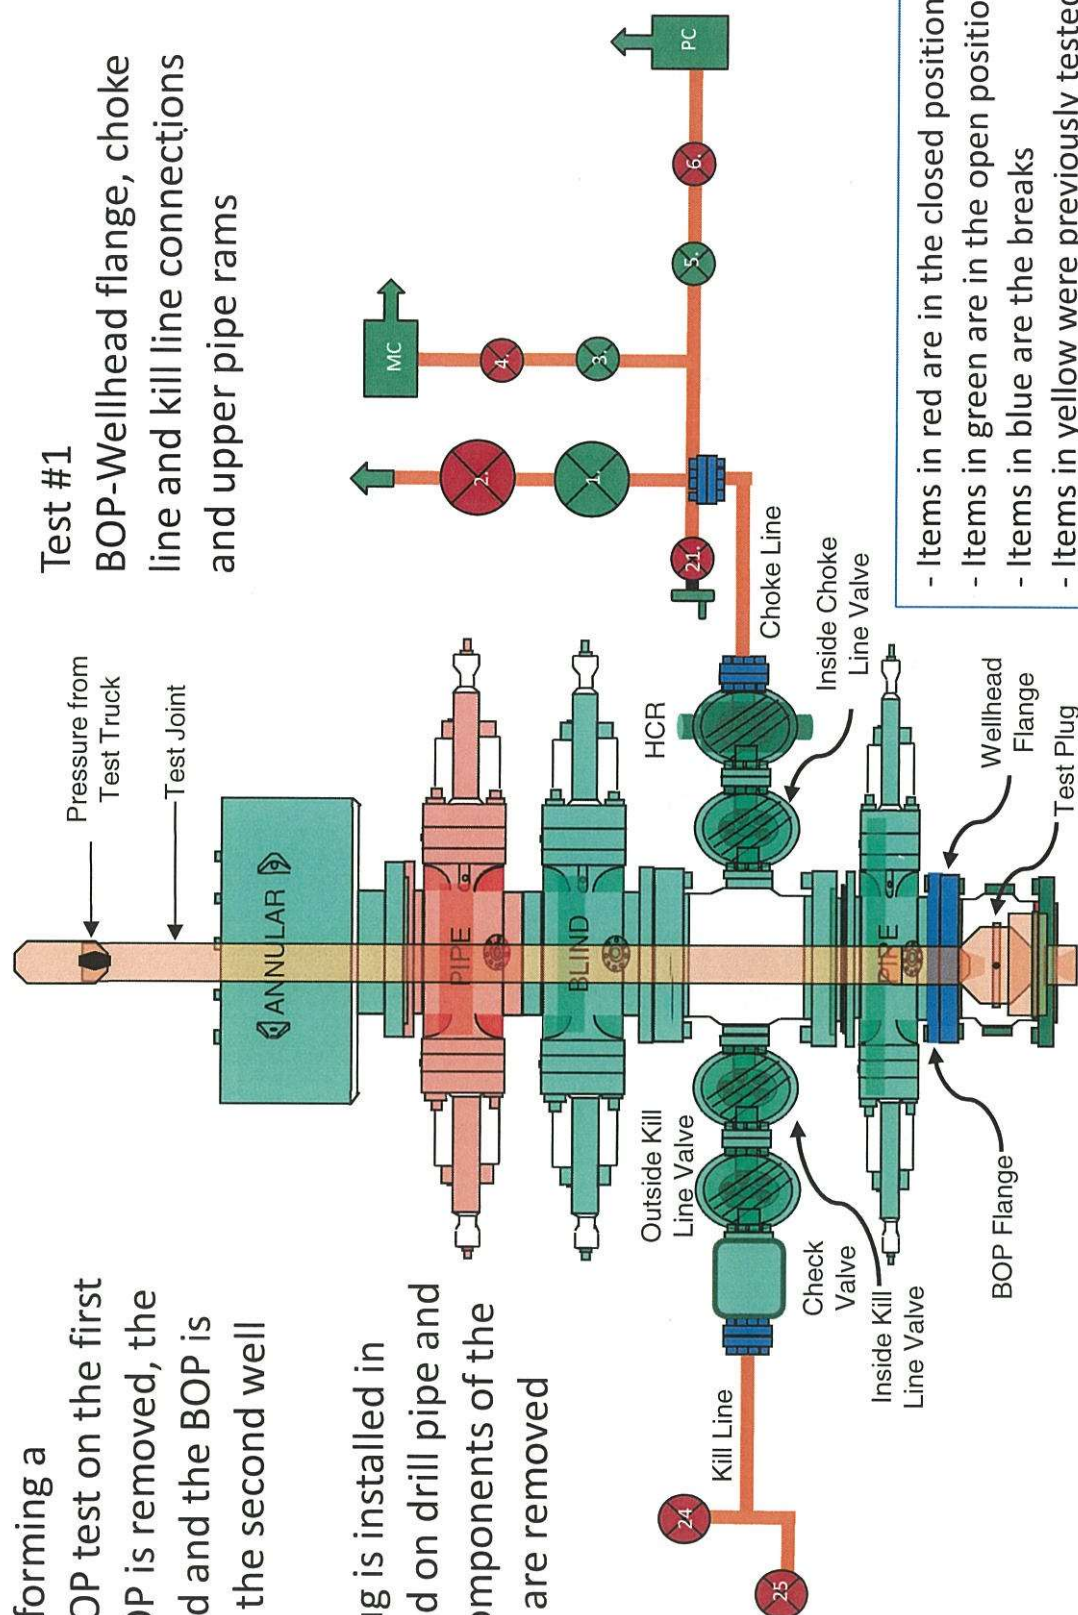 forming a
OP test on the first
OP is removed, the
d and the BOP is
the second well
ug is installed in
d on drill pipe and
omponents of the
are removed
Test #1
BOP-Wellhead flange, choke
line and kill line connections
and upper pipe rams
Pressure from
Test Truck
Test Joint
ANNULAR
PIPE
BLIND
PIPE
Outside Kill
Line Valve
Check
Valve
Inside Kill
Line Valve
Kill Line
24
25
BOP Flange
HCR
Inside Choke
Line Valve
Choke Line
Wellhead
Flange
Test Plug
MC
PC
1.
2.
3.
4.
5.
6.
21.
- Items in red are in the closed position
- Items in green are in the open positio
- Items in blue are the breaks
- Items in yellow were previously tested